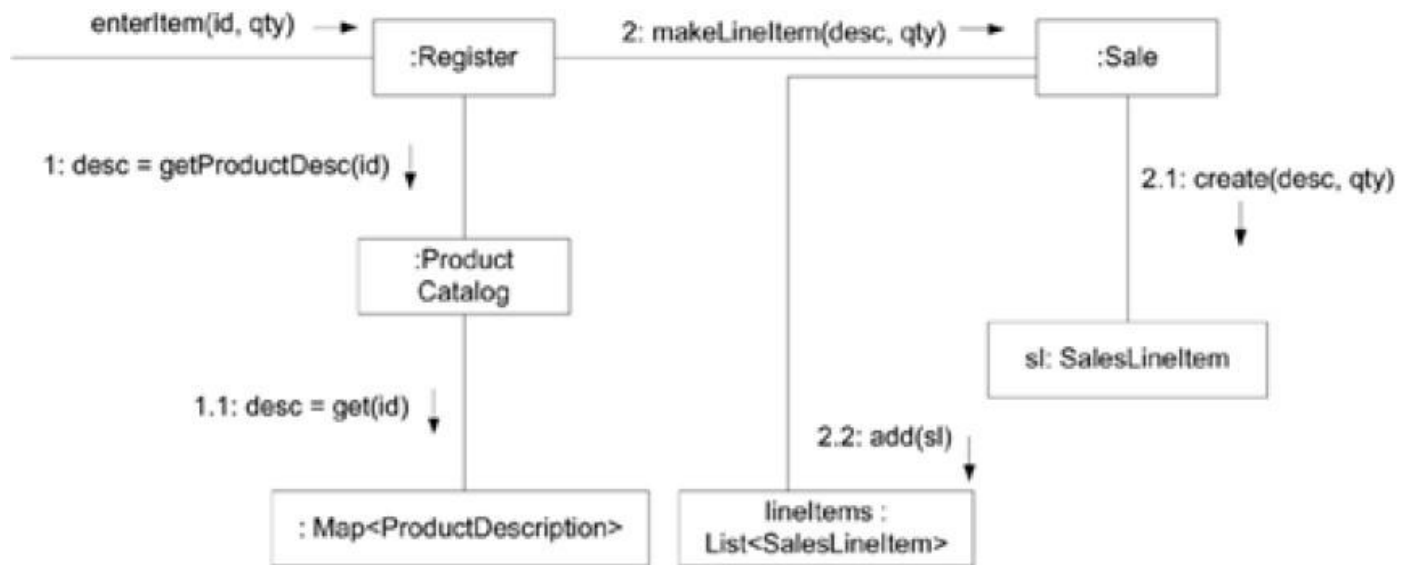 enterItem(id, qty)
2: makeLineItem(desc, qty)
:Register
:Sale
1: desc = getProductDesc(id)
2.1: create(desc, qty)
:Product
Catalog
sl: SalesLineItem
1.1: desc = get(id)
2.2: add(sl)
: Map<ProductDescription>
lineItems :
List<SalesLineItem>